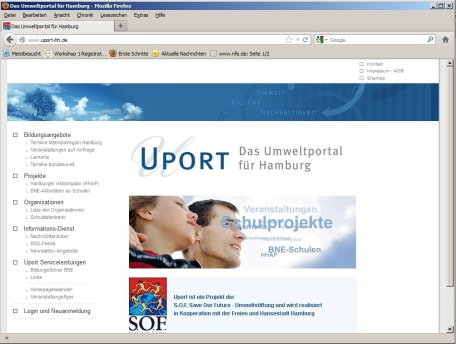 Das Umweltportal für Hamburg - Mozilla Firefox
Datei Bearbeiten Ansicht Chronik Lesezeichen Extras Hilfe
Das Umweltportal für Hamburg
www.uport-hh.de
Google
Meistbesucht Workshop 1 Registrat... Erste Schritte Aktuelle Nachrichten www.nfe.de: Seite 1/2
Kontakt
Impressum / AGB
Sitemap
UMWELT
BILDUNG
NACHHALTIGKEIT
Bildungsangebote
Termine Metropolregion Hamburg
Veranstaltungen auf Anfrage
Lernorte
Termine bundesweit
Projekte
Hamburger Aktionsplan (HHAP)
BNE-Aktivitäten an Schulen
Organisationen
Liste der Organisationen
Schuldatenbank
Informations-Dienst
Nachrichtenticker
RSS-Feeds
Newsletter-Angebote
Uport Serviceleistungen
Bildungsführer BNE
Links
Homepagekalender
Veranstaltungsflyer
Login und Neuanmeldung
U
UPORT Das Umweltportal
für Hamburg
Veranstaltungen
Schulprojekte
BNE-Schulen
HHAP
SOF
Uport ist ein Projekt der
S.O.F. Save Our Future - Umweltstiftung und wird realisiert
in Kooperation mit der Freien und Hansestadt Hamburg